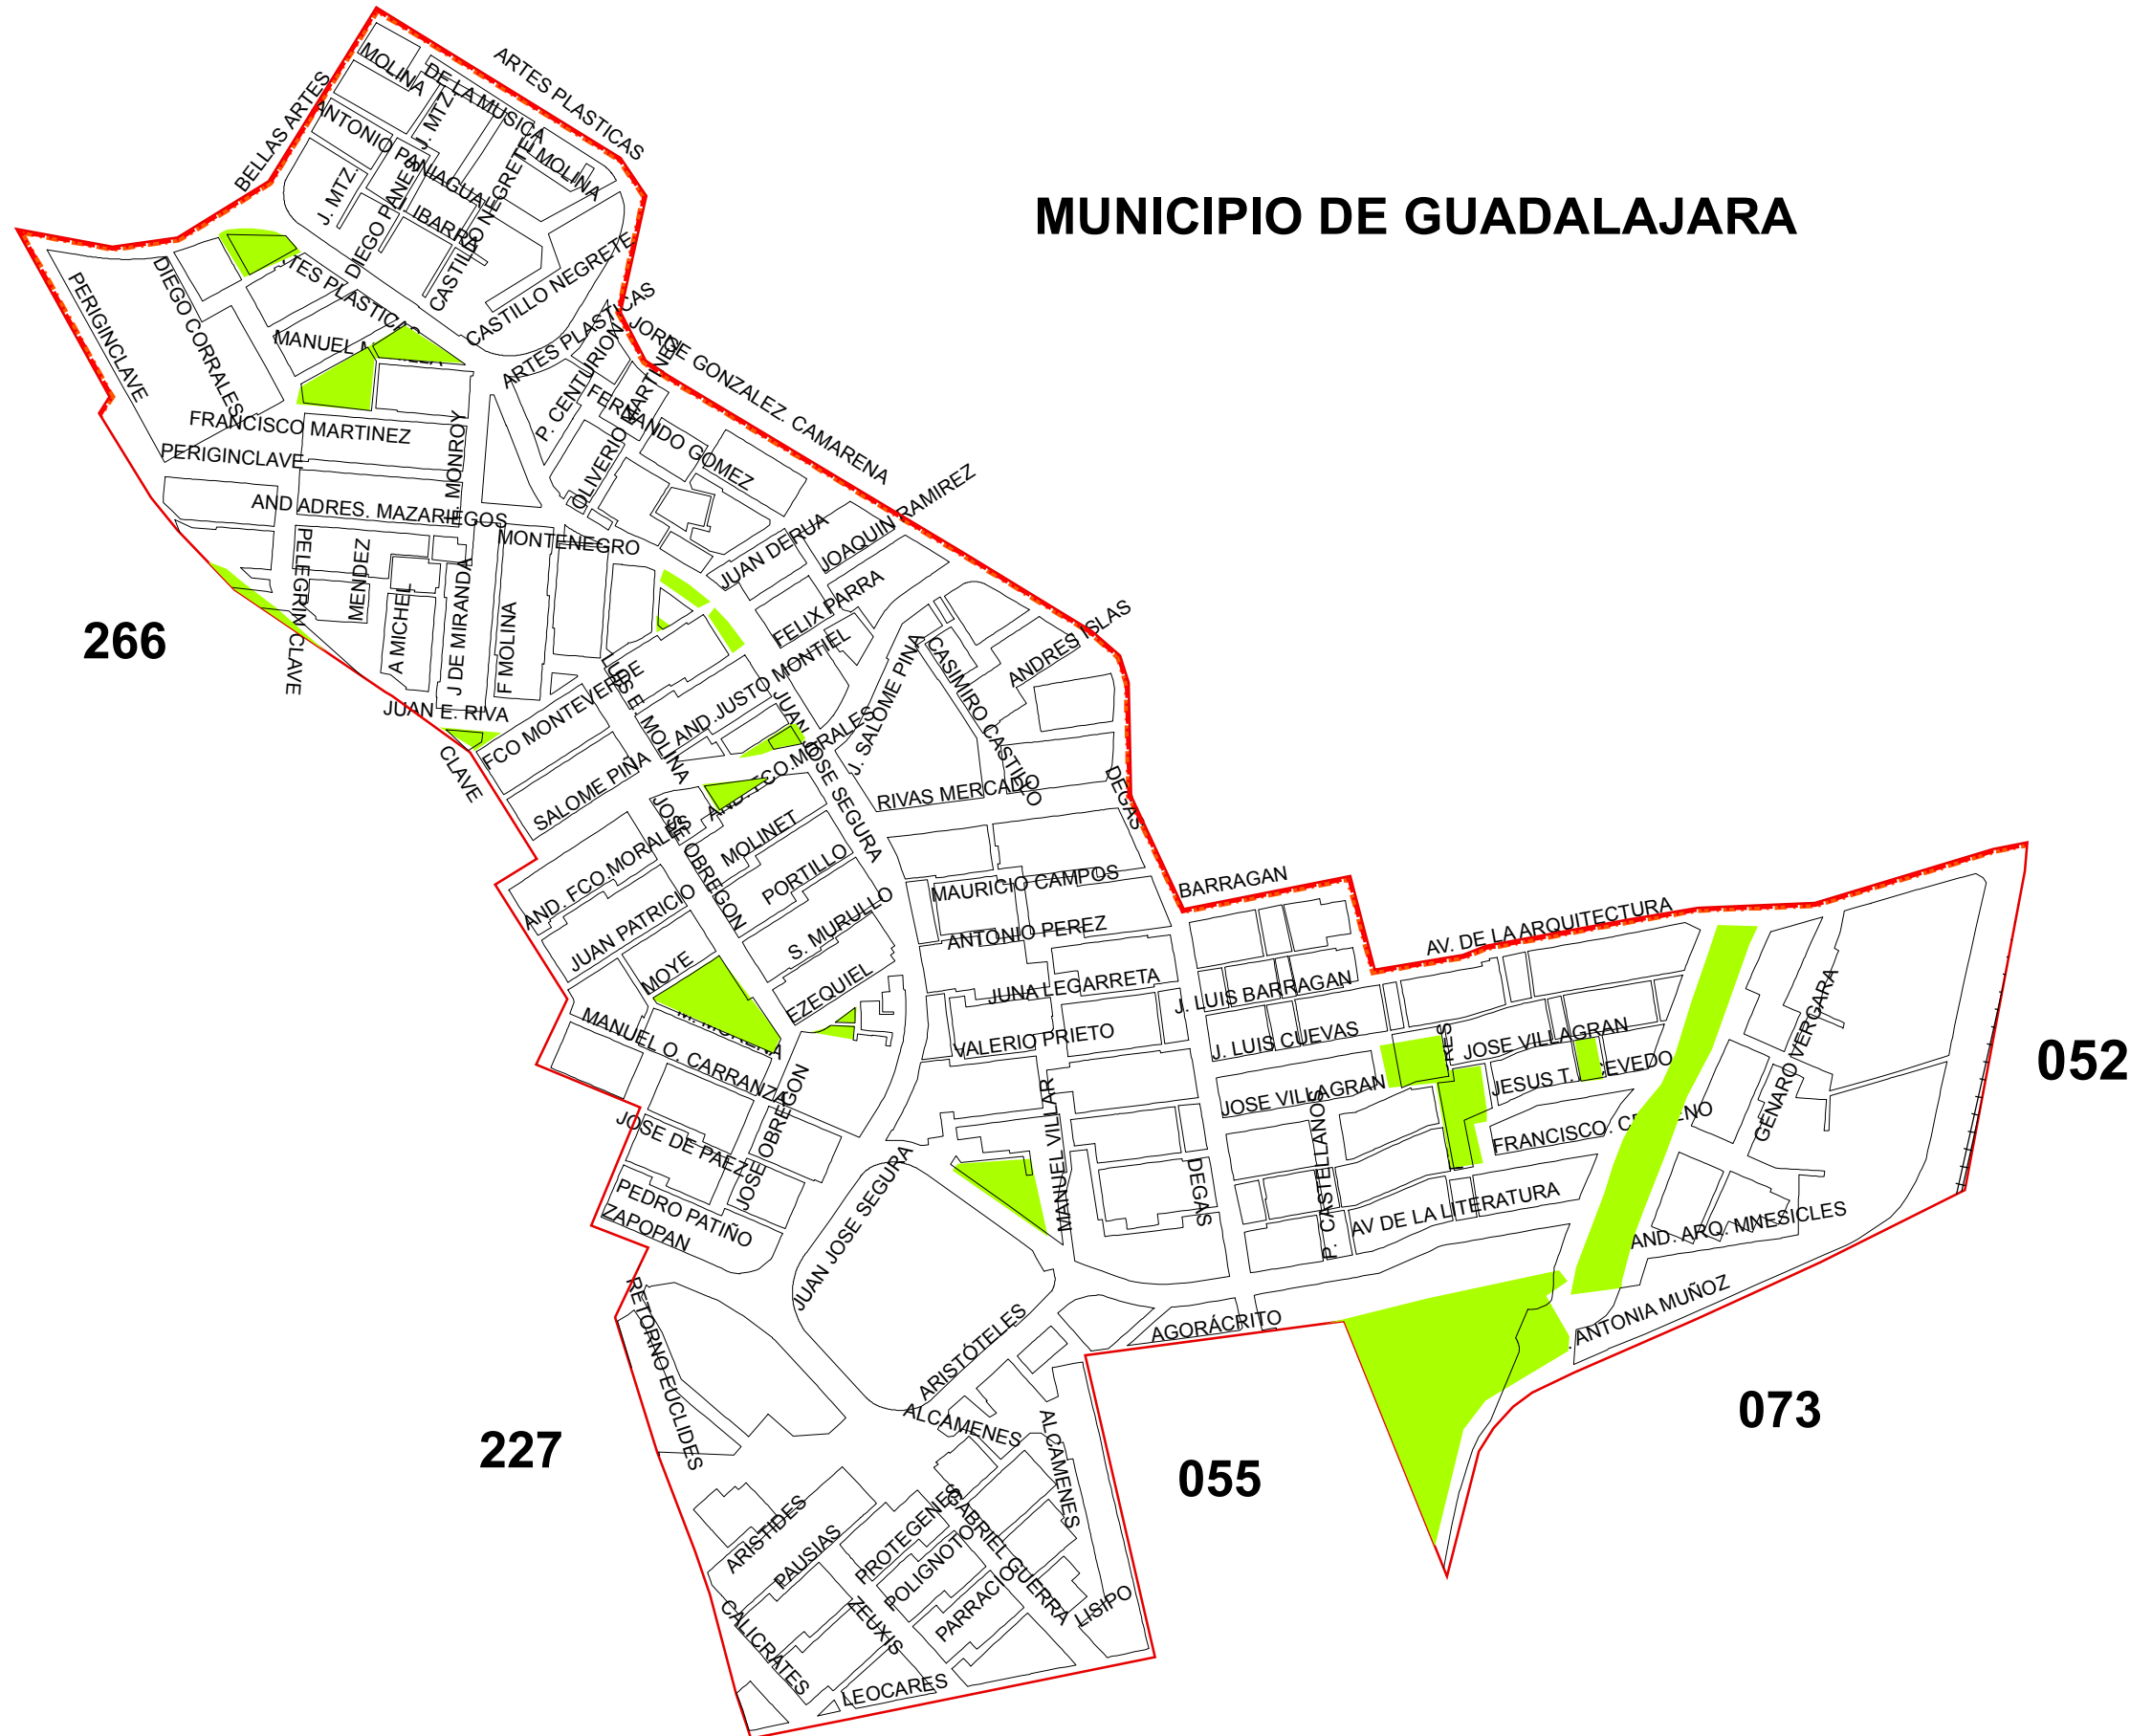 ARTES PLASTICAS
MOLINA
DE LA MUSICA
BELLAS ARTES
J. MTZ.
ANTONIO PANIAGUA
MOLINA
CASTILLO NEGRETE
J. MTZ.
DIEGO PANES
IBARRA
MUNICIPIO DE GUADALAJARA
CASTILLO NEGRETE
PERIGINCLAVE
DIEGO CORRALES
ARTES PLASTICAS
JORGE GONZALEZ. CAMARENA
P. CENTURION
OLIVERIO MARTINEZ
FERNANDO GOMEZ
FRANCISCO MARTINEZ
PERIGINCLAVE
MONROY
AND ADRES. MAZARIEGOS
MONTENEGRO
JUAN DERUA
JOAQUIN RAMIREZ
PELEGRIN CLAVE
MENDEZ
A MICHEL
J DE MIRANDA
F MOLINA
FELIX PARRA
266
AND.JUSTO MONTIEL
J. SALOME PINA
CASIMIRO CASTILLO
ANDRES ISLAS
JUAN E. RIVA
FCO MONTEVERDE
LUIS E. MOLINA
JUAN JOSE SEGURA
AND. FCO.MORALES
CLAVE
SALOME PIÑA
RIVAS MERCADO
DEGAS
JOSE OBREGON
MOLINET
PORTILLO
AND. FCO.MORALES
MAURICIO CAMPOS
BARRAGAN
JUAN PATRICIO
S. MURULLO
ANTONIO PEREZ
AV. DE LA ARQUITECTURA
MOYE
EZEQUIEL
JUNA LEGARRETA
J. LUIS BARRAGAN
GENARO VERGARA
MANUEL O. CARRANZA
VALERIO PRIETO
J. LUIS CUEVAS
JOSE VILLAGRAN
052
JOSE VILLAGRAN
JOSE DE PAEZ
JOSE OBREGON
MANUEL VILLAR
P. CASTELLANOS
PEDRO PATIÑO
ZAPOPAN
JUAN JOSE SEGURA
DEGAS
AV DE LA LITERATURA
AND. ARQ. MNESICLES
RETORNO EUCLIDES
ARISTÓTELES
AGORÁCRITO
ANTONIA MUÑOZ
073
227
ALCÁMENES
ALCAMENES
055
ARISTIDES
PAUSIAS
PROTEGENES
GABRIEL GUERRA
POLIGNOTO
PARRACIO
ZEUXIS
LISIPO
CALICRATES
LEOCARES